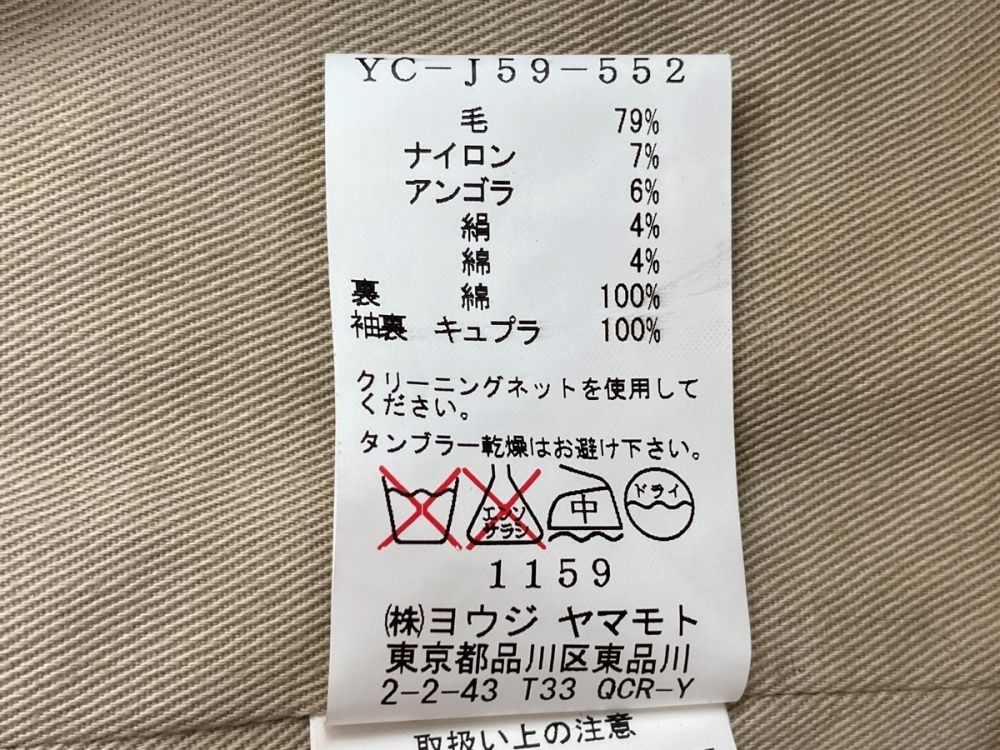 YC-J59-552
毛 79%
ナイロン 7%
アンゴラ 6%
絹 4%
綿 4%
裏 綿 100%
袖裏 キュプラ 100%
クリーニングネットを使用して
ください。
タンブラー乾燥はお避け下さい。
エンソ
サラシ
中
ドライ
1159
㈱ヨウジ ヤマモト
東京都品川区東品川
2-2-43 T33 QCR-Y
取扱い上の注意